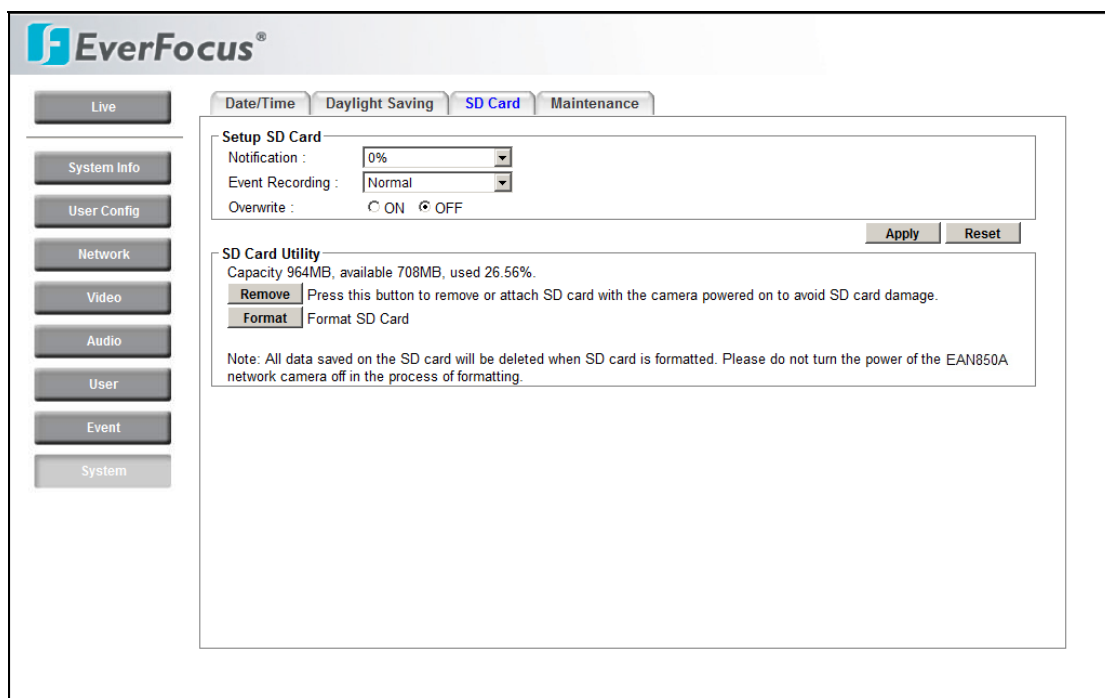 EverFocus®
Live
System Info
User Config
Network
Video
Audio
User
Event
System
Date/Time Daylight Saving SD Card Maintenance
Setup SD Card
Notification : 0%
Event Recording : Normal
Overwrite : ON OFF
Apply Reset
SD Card Utility
Capacity 964MB, available 708MB, used 26.56%.
Remove Press this button to remove or attach SD card with the camera powered on to avoid SD card damage.
Format Format SD Card
Note: All data saved on the SD card will be deleted when SD card is formatted. Please do not turn the power of the EAN850A
network camera off in the process of formatting.